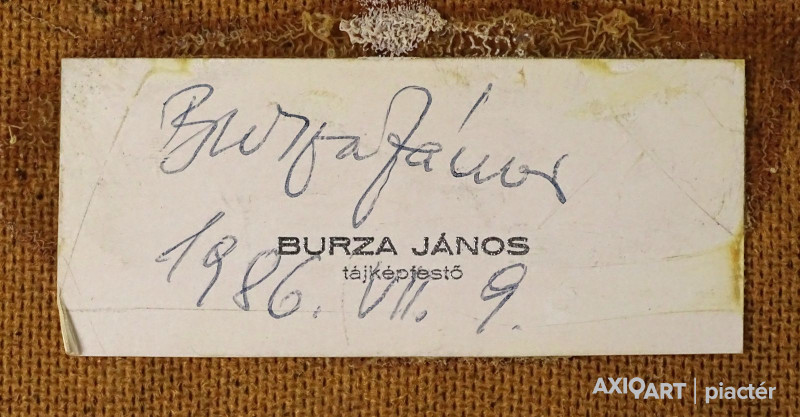 Burza János
BURZA JÁNOS
tájképfestő
1986. VII. 9.
AXIOART | piactér